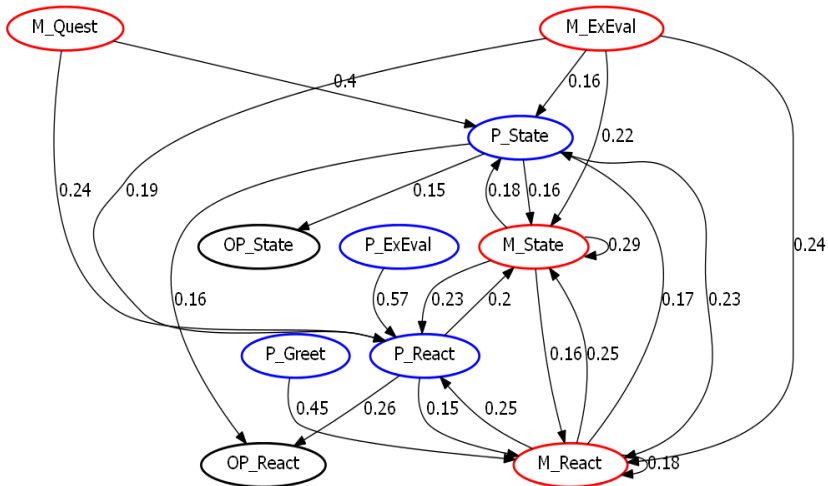 M_Quest
M_ExEval
0.4
0.16
P_State
0.22
0.24
0.19
0.15
0.18
0.16
OP_State
P_ExEval
M_State
0.29
0.24
0.57
0.23
0.2
0.16
0.17
0.23
P_Greet
P_React
0.16
0.25
0.45
0.26
0.15
0.25
OP_React
M_React
0.18